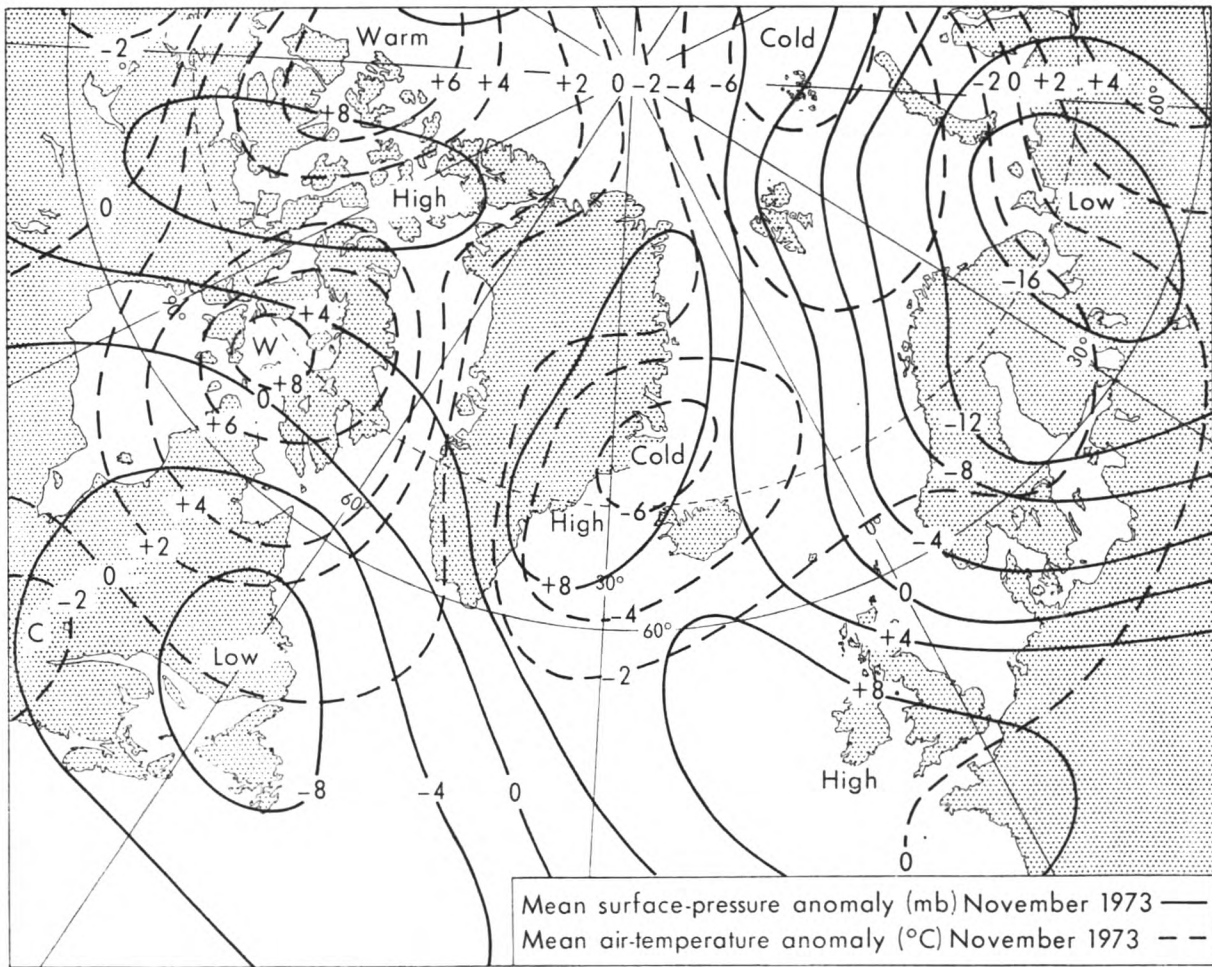 Warm
Cold
-2
+6 +4 +2 0 -2 -4 -6
-2 0 +2 +4
60°
+8
High
Low
0
-16
+4
W
30°
+8
0
+6
-12
Cold
-8
+4
60°
High
-6
0°
+2
-4
0
+8 30°
0
-2
-4
60°
+4
C
Low
-2
+8
High
-8
-4
0
0
Mean surface-pressure anomaly (mb) November 1973
Mean air-temperature anomaly (°C) November 1973